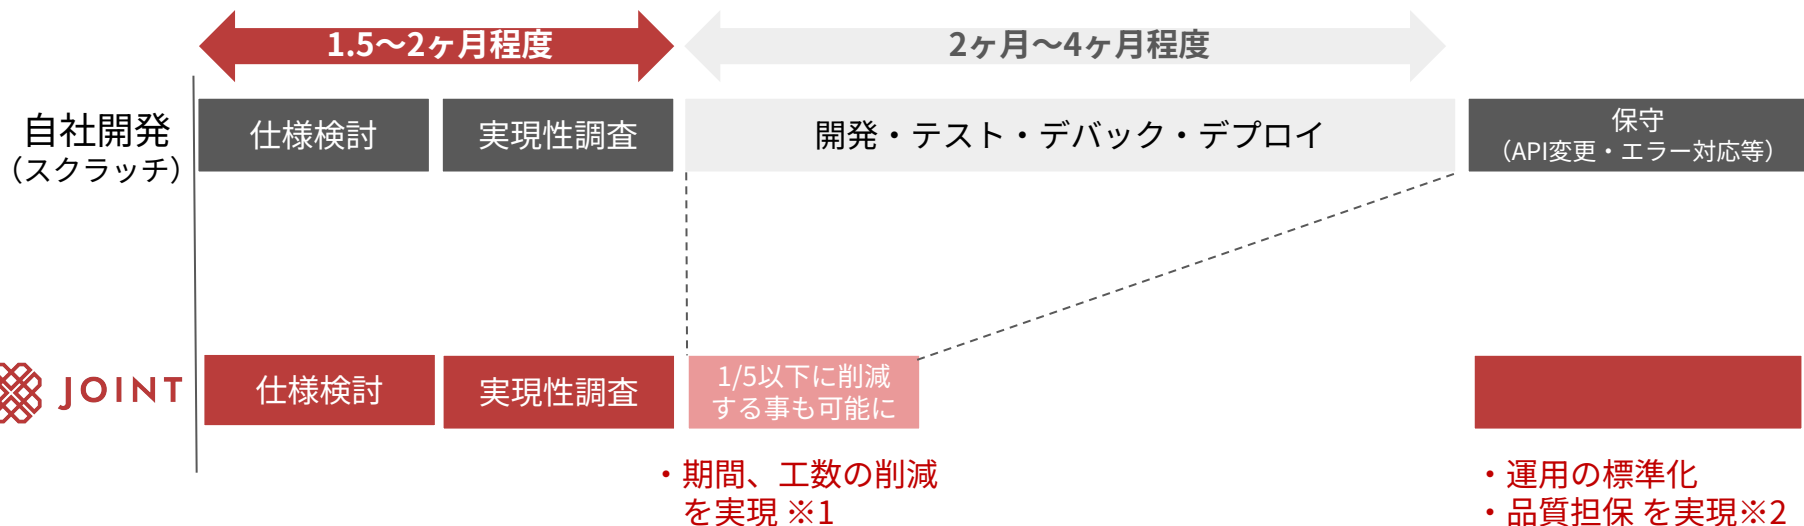 1.5〜2ヶ月程度
2ヶ月〜4ヶ月程度
自社開発
（スクラッチ）
仕様検討
実現性調査
開発・テスト・デバック・デプロイ
保守
（API変更・エラー対応等）
JOINT
仕様検討
実現性調査
1/5以下に削減
する事も可能に
・期間、工数の削減
を実現 ※1
・運用の標準化
・品質担保 を実現※2